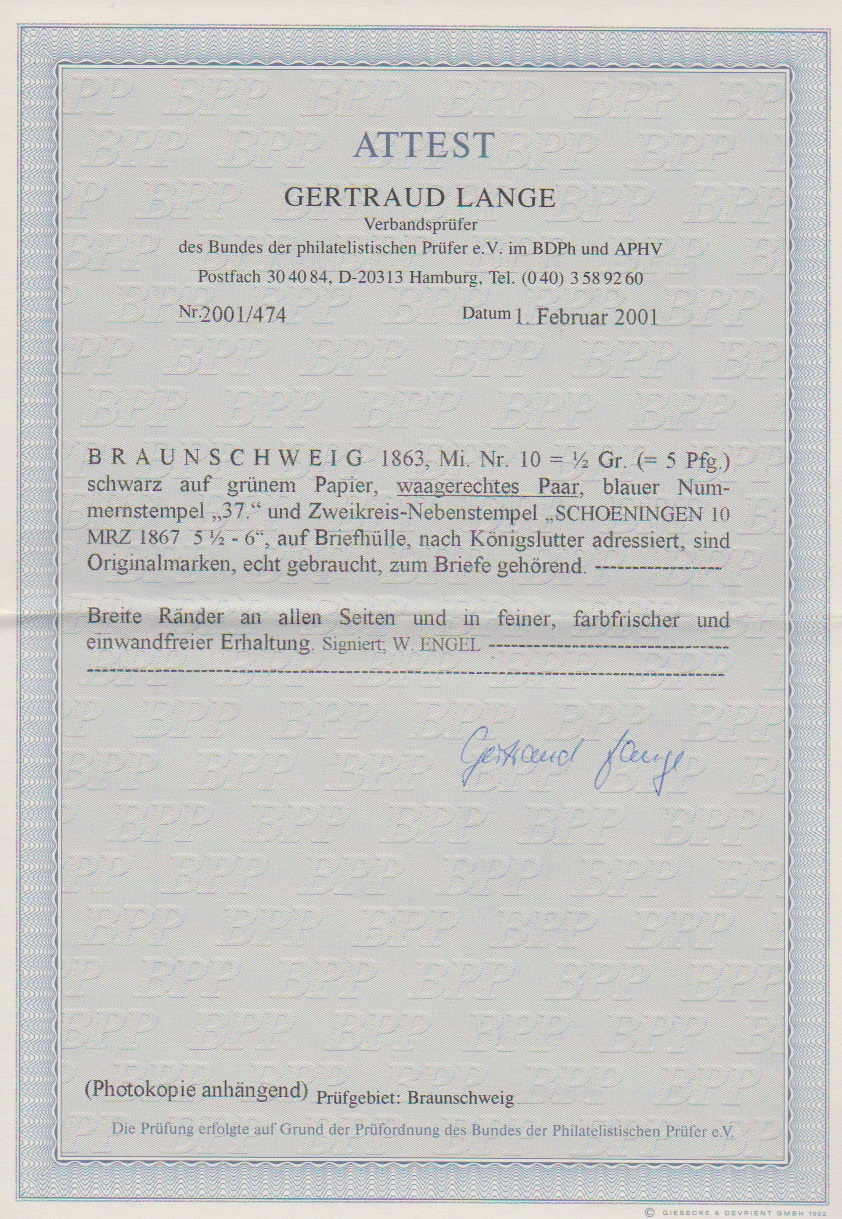 ATTEST
GERTRAUD LANGE
Verbandsprüfer
des Bundes der philatelistischen Prüfer e.V. im BDPh und APHV
Postfach 30 40 84, D-20313 Hamburg, Tel. (0 40) 3 58 92 60
Nr. 2001/474 Datum 1. Februar 2001
B R A U N S C H W E I G 1863, Mi. Nr. 10 = ½ Gr. (= 5 Pfg.)
schwarz auf grünem Papier, waagerechtes Paar, blauer Num-
mernstempel „37.“ und Zweikreis-Nebenstempel „SCHOENINGEN 10
MRZ 1867 5 ½ - 6“, auf Briefhülle, nach Königslutter adressiert, sind
Originalmarken, echt gebraucht, zum Briefe gehörend. -----------------
Breite Ränder an allen Seiten und in feiner, farbfrischer und
einwandfreier Erhaltung. Signiert: W. ENGEL --------------------------------
-------------------------------------------------------------------------------------
Gertraud Lange
(Photokopie anhängend) Prüfgebiet: Braunschweig
Die Prüfung erfolgte auf Grund der Prüfordnung des Bundes der Philatelistischen Prüfer e.V.
© GIESECKE & DEVRIENT GMBH 1992